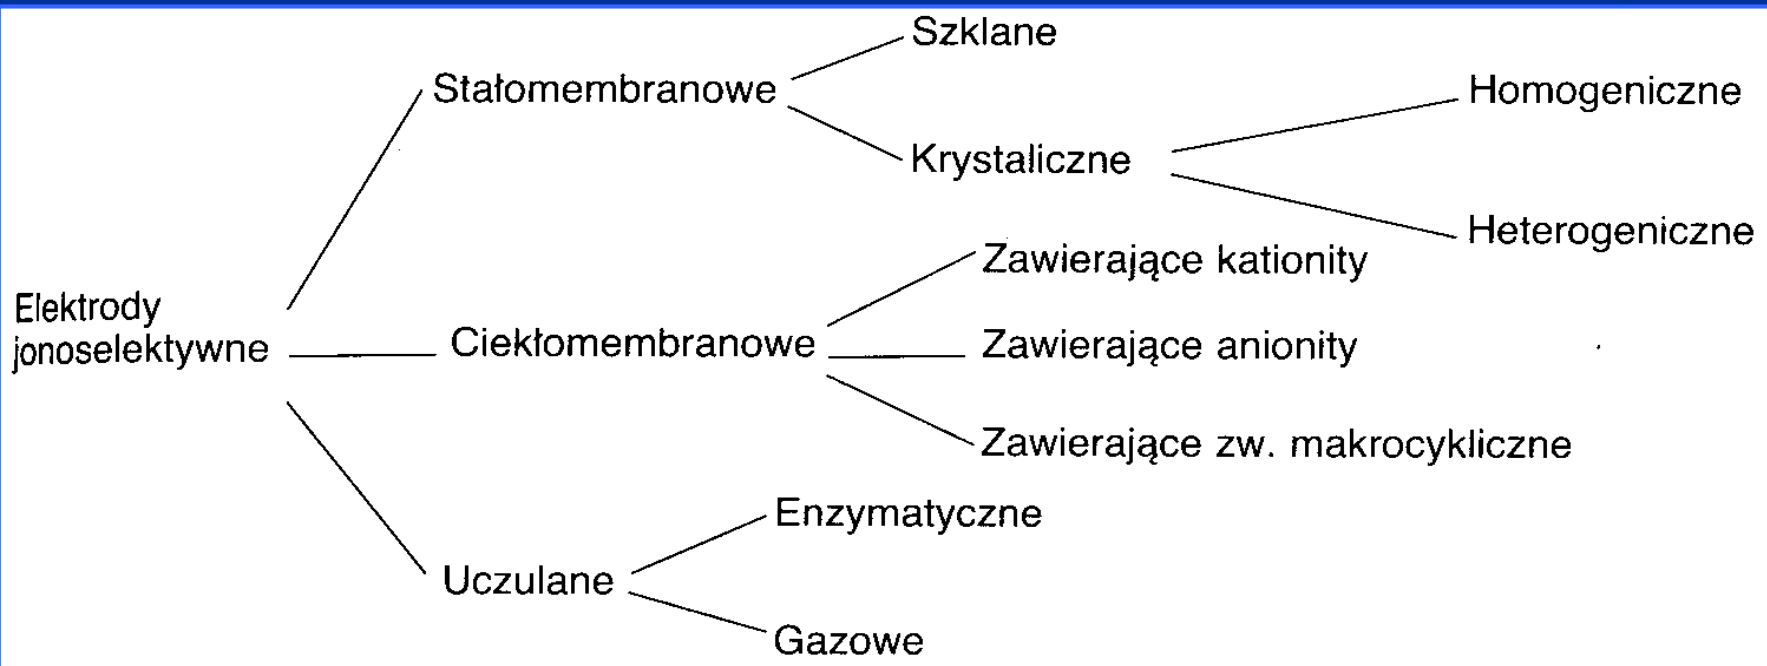 Szklane
Stałomembranowe
Homogeniczne
Krystaliczne
Heterogeniczne
Zawierające kationity
Elektrody
jonoselektywne
Ciekłomembranowe
Zawierające anionity
Zawierające zw. makrocykliczne
Enzymatyczne
Uczulane
Gazowe